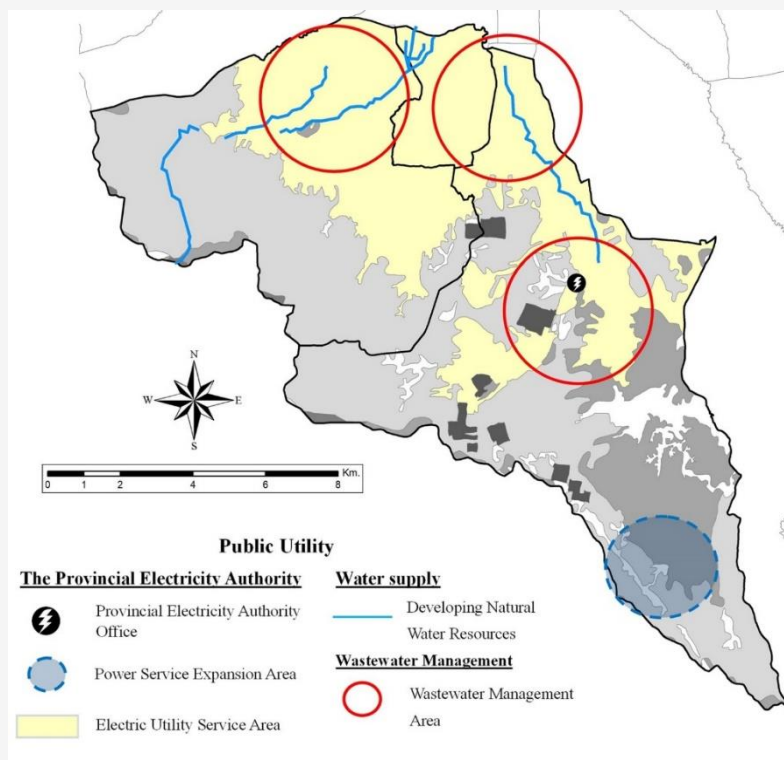 N
W
E
S
Km.
0 1 2 4 6 8
Public Utility
The Provincial Electricity Authority
Provincial Electricity Authority
Office
Power Service Expansion Area
Electric Utility Service Area
Water supply
Developing Natural
Water Resources
Wastewater Management
Wastewater Management
Area